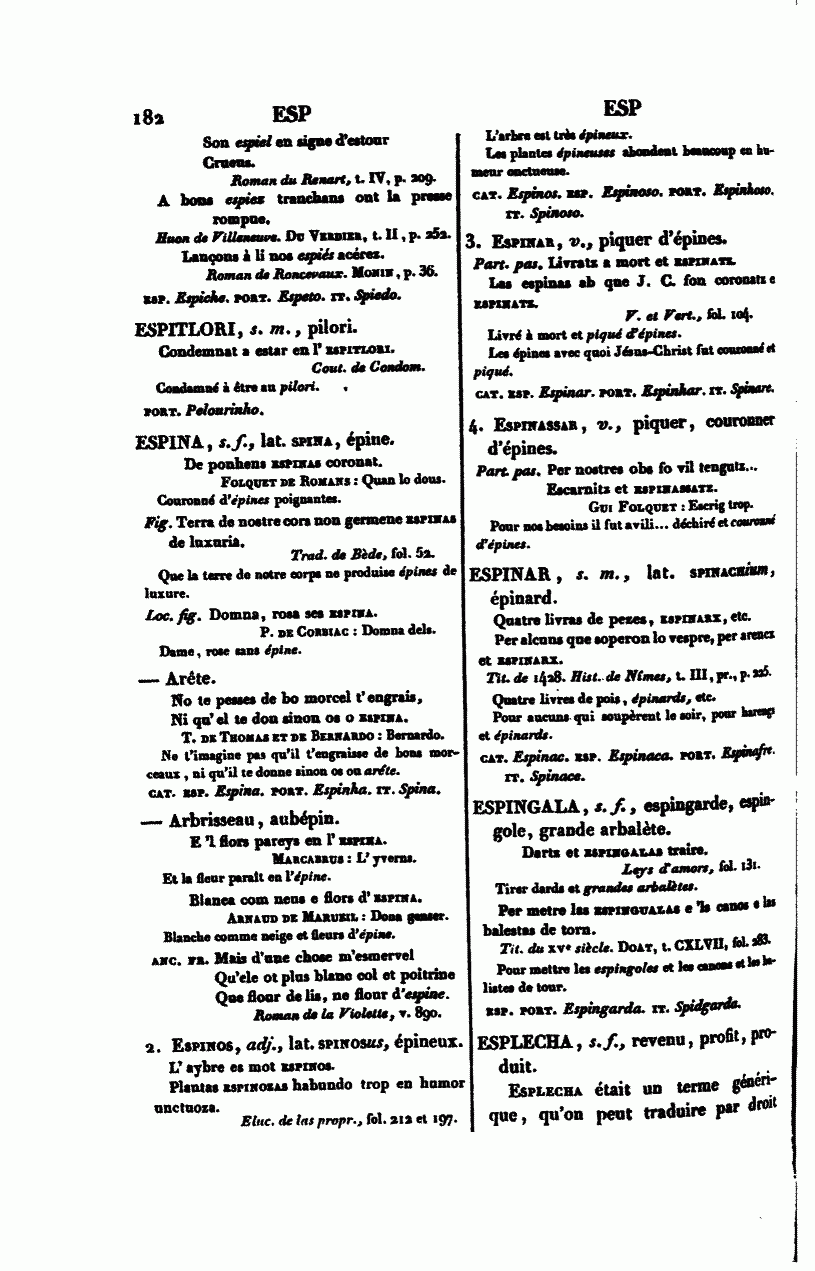 182 ESP
Son espiel en signe d'estour
Crueus.
Roman du Renart, t. IV, p. 209.
A bons espiez tranchans ont la presse
rompue.
Huon de Villeneuve. Du Verdier, t. II, p. 252.
Lançons à li nos espiés acérez.
Roman de Roncevaux. Monin, p. 36.
ESP. Espiche. PORT. Espeto. IT. Spiedo.
ESPITLORI, s. m., pilori.
Condemnat a estar en l' ESPITLORI.
Cout. de Condom.
Condamné à être au pilori.
PORT. Pelourinho.
ESPINA, s. f., lat. SPINA, épine.
De ponhens ESPINAS coronat.
FOLQUET DE ROMANS : Quan lo dous.
Couronné d'épines poignantes.
Fig. Terra de nostre cors non germene ESPINAS
de luxuria.
Trad. de Bède, fol. 52.
Que la terre de notre corps ne produise épines de
luxure.
Loc. fig. Domna, rosa ses ESPINA.
P. DE CORBIAC : Domna dels.
Dame, rose sans épine.
— Arête.
No te pesses de bo morcel t' engrais,
Ni qu' el te don sinon os o ESPINA.
T. DE THOMAS ET DE BERNARDO : Bernardo.
Ne t'imagine pas qu'il t'engraisse de bons mor-
ceaux, ni qu'il te donne sinon os ou arête.
CAT. ESP. Espina. PORT. Espinha. IT. Spina.
— Arbrisseau, aubépin.
E 'l flors pareys en l' ESPINA.
MARCABRUS : L' yverns.
Et la fleur paraît en l'épine.
Blanca com neus e flors d' ESPINA.
ARNAUD DE MARUEIL : Dona genser.
Blanche comme neige et fleurs d'épine.
ANC. FR. Mais d'une chose m'esmervel
Qu'ele ot plus blanc col et poitrine
Que flour de lis, ne flour d'espine.
Roman de la Violette, v. 890.
2. ESPINOS, adj., lat. SPINOSUS, épineux.
L' aybre es mot ESPINOS.
Plantas ESPINOZAS habundo trop en humor
unctuoza.
Eluc. de las propr., fol. 212 et 197.
ESP
L'arbre est très épineux.
Les plantes épineuses abondent beaucoup en hu-
meur onctueuse.
CAT. Espinos. ESP. Espinoso. PORT. Espinhoso.
IT. Spinoso.
3. ESPINAR, v., piquer d'épines.
Part. pas. Livratz a mort et ESPINATZ.
Las espinas ab que J. C. fon coronatz e
ESPINATZ.
V. et Vert., fol. 104.
Livré à mort et piqué d'épines.
Les épines avec quoi Jésus-Christ fut couronné et
piqué.
CAT. ESP. Espinar. PORT. Espinhar. IT. Spinare.
4. ESPINASSAR, v., piquer, couronner
d'épines.
Part. pas. Per nostres obs fo vil tengutz...
Escarnitz et ESPINASSATZ.
GUI FOLQUET : Escrig trop.
Pour nos besoins il fut avili... déchiré et couronné
d'épines.
ESPINAR, s. m., lat. SPINACHIUM,
épinard.
Quatre livras de pezes, ESPINARX, etc.
Per alcuns que soperon lo vespre, per arencx
et ESPINARX.
Tit. de 1428. Hist. de Nîmes, t. III, pr., p. 226.
Quatre livres de pois, épinards, etc.
Pour aucuns qui soupèrent le soir, pour harengs
et épinards.
CAT. Espinac. ESP. Espinaca. PORT. Espinafre.
IT. Spinace.
ESPINGALA, s. f., espingarde, espin-
gole, grande arbalète.
Dartz et ESPINGALAS traire.
Leys d'amors, fol. 131.
Tirer dards et grandes arbalètes.
Per metre las ESPINGUALAS e 'ls canos e las
balestas de torn.
Tit. du XVe siècle. DOAT, t. CXLVII, fol. 283.
Pour mettre les espingoles et les canons et les ba-
listes de tour.
ESP. PORT. Espingarda. IT. Spidgarda.
ESPLECHA, s. f., revenu, profit, pro-
duit.
ESPLECHA était un terme généri-
que, qu'on peut traduire par droit